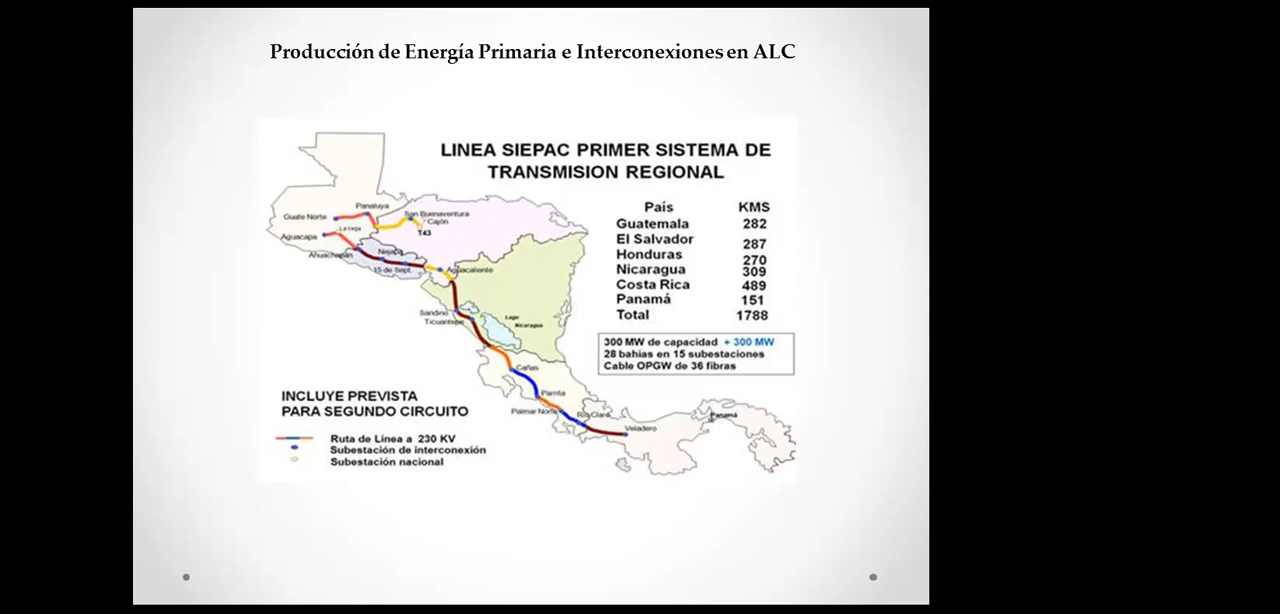 Producción de Energía Primaria e Interconexiones en ALC
LINEA SIEPAC PRIMER SISTEMA DE
TRANSMISION REGIONAL
País KMS
Guatemala 282
El Salvador 287
Honduras 270
Nicaragua 309
Costa Rica 489
Panamá 151
Total 1788
300 MW de capacidad + 300 MW
28 bahias en 15 subestaciones
Cable OPGW de 36 fibras
Panaluya
Guate Norte
San Buenaventura
Cajón
T43
La Vega
Aguacapa
Ahuachapan
Nejapa
15 de Sept.
Aguacaliente
Sandino
Ticuantepe
Lago
Nicaragua
Cañas
Parrita
Palmar Norte
Rio Claro
Veladero
Panamá
INCLUYE PREVISTA
PARA SEGUNDO CIRCUITO
Ruta de Línea a 230 KV
Subestación de interconexión
Subestación nacional